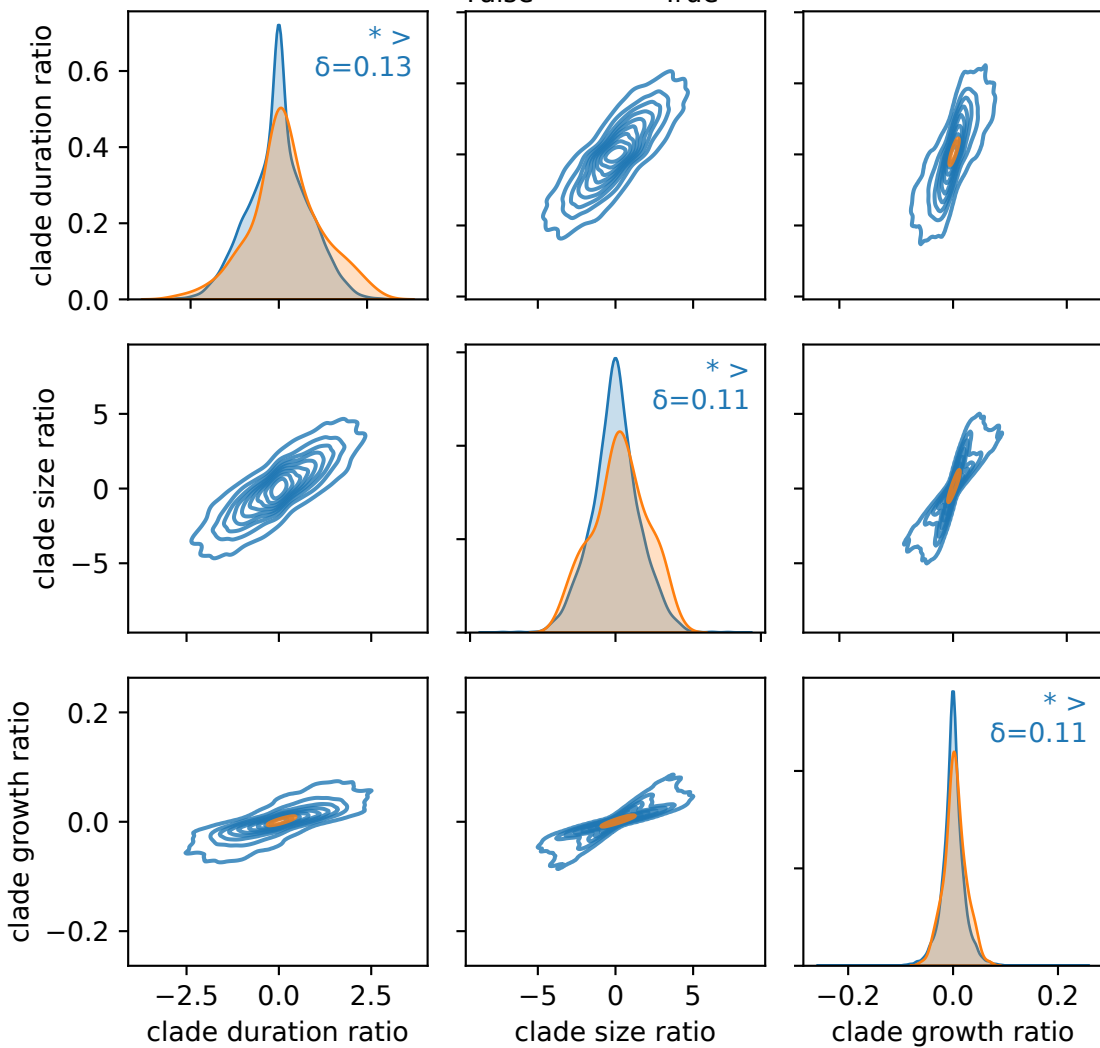 clade duration ratio
0.6
0.4
0.2
0.0
* >
δ=0.13
clade size ratio
5
0
−5
* >
δ=0.11
clade growth ratio
0.2
0.0
−0.2
* >
δ=0.11
−2.5 0.0 2.5
−5 0 5
−0.2 0.0 0.2
clade duration ratio
clade size ratio
clade growth ratio